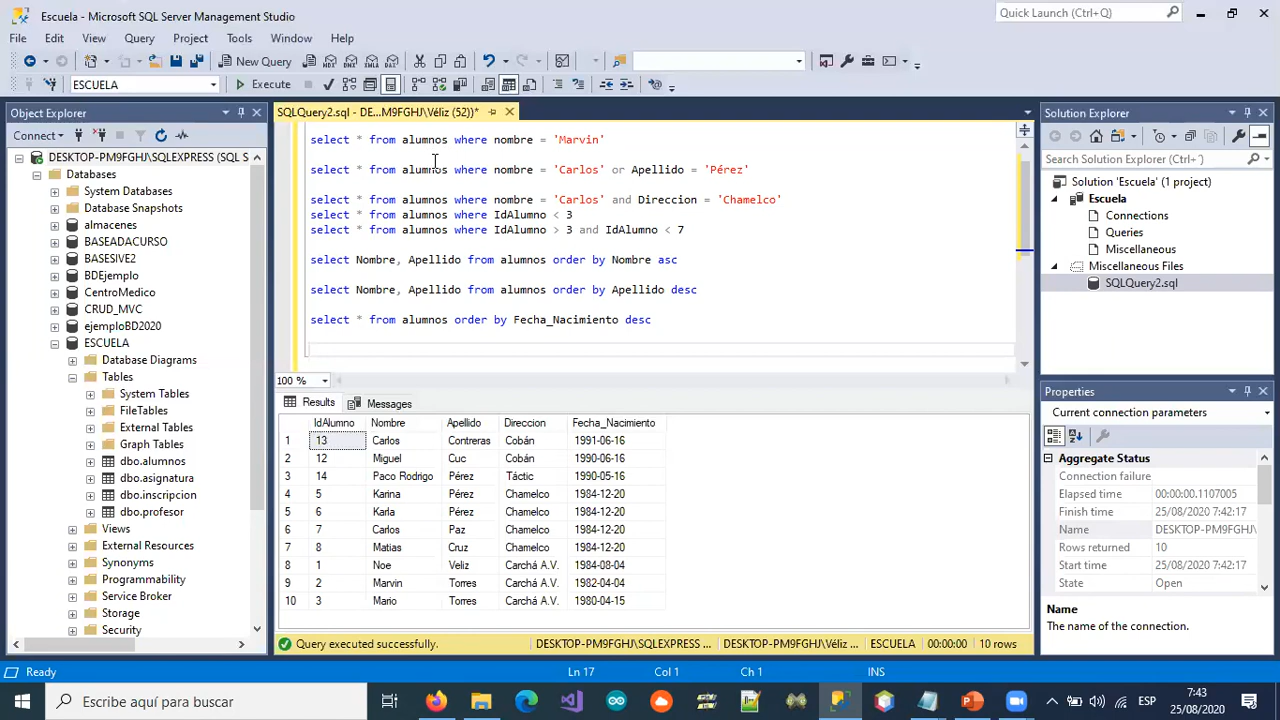 Escuela - Microsoft SQL Server Management Studio
Quick Launch (Ctrl+Q)
File Edit View Query Project Tools Window Help
New Query
ESCUELA
Execute
Object Explorer
Connect
DESKTOP-PM9FGHJ\SQLEXPRESS (SQL S
Databases
System Databases
Database Snapshots
almacenes
BASEADACURSO
BASESIVE2
BDEjemplo
CentroMedico
CRUD_MVC
ejemploBD2020
ESCUELA
Database Diagrams
Tables
System Tables
FileTables
External Tables
Graph Tables
dbo.alumnos
dbo.asignatura
dbo.inscripcion
dbo.profesor
Views
External Resources
Synonyms
Programmability
Service Broker
Storage
Security
SQLQuery2.sql - DE...M9FGHJ\Véliz (52))*
select * from alumnos where nombre = 'Marvin'
select * from alumnos where nombre = 'Carlos' or Apellido = 'Pérez'
select * from alumnos where nombre = 'Carlos' and Direccion = 'Chamelco'
select * from alumnos where IdAlumno < 3
select * from alumnos where IdAlumno > 3 and IdAlumno < 7
select Nombre, Apellido from alumnos order by Nombre asc
select Nombre, Apellido from alumnos order by Apellido desc
select * from alumnos order by Fecha_Nacimiento desc
100 %
Results Messages
IdAlumno Nombre Apellido Direccion Fecha_Nacimiento
1 13 Carlos Contreras Cobán 1991-06-16
2 12 Miguel Cuc Cobán 1990-06-16
3 14 Paco Rodrigo Pérez Táctic 1990-05-16
4 5 Karina Pérez Chamelco 1984-12-20
5 6 Karla Pérez Chamelco 1984-12-20
6 7 Carlos Paz Chamelco 1984-12-20
7 8 Matias Cruz Chamelco 1984-12-20
8 1 Noe Veliz Carchá A.V. 1984-08-04
9 2 Marvin Torres Carchá A.V. 1982-04-04
10 3 Mario Torres Carchá A.V. 1980-04-15
Query executed successfully. DESKTOP-PM9FGHJ\SQLEXPRESS ... DESKTOP-PM9FGHJ\Véliz ... ESCUELA 00:00:00 10 rows
Solution Explorer
Search Solution Explorer
Solution 'Escuela' (1 project)
Escuela
Connections
Queries
Miscellaneous
Miscellaneous Files
SQLQuery2.sql
Properties
Current connection parameters
Aggregate Status
Connection failure
Elapsed time 00:00:00.1107005
Finish time 25/08/2020 7:42:17
Name DESKTOP-PM9FGHJ\
Rows returned 10
Start time 25/08/2020 7:42:17
State Open
Name
The name of the connection.
Ready Ln 17 Col 1 Ch 1 INS
Escribe aquí para buscar
ESP
7:43
25/08/2020